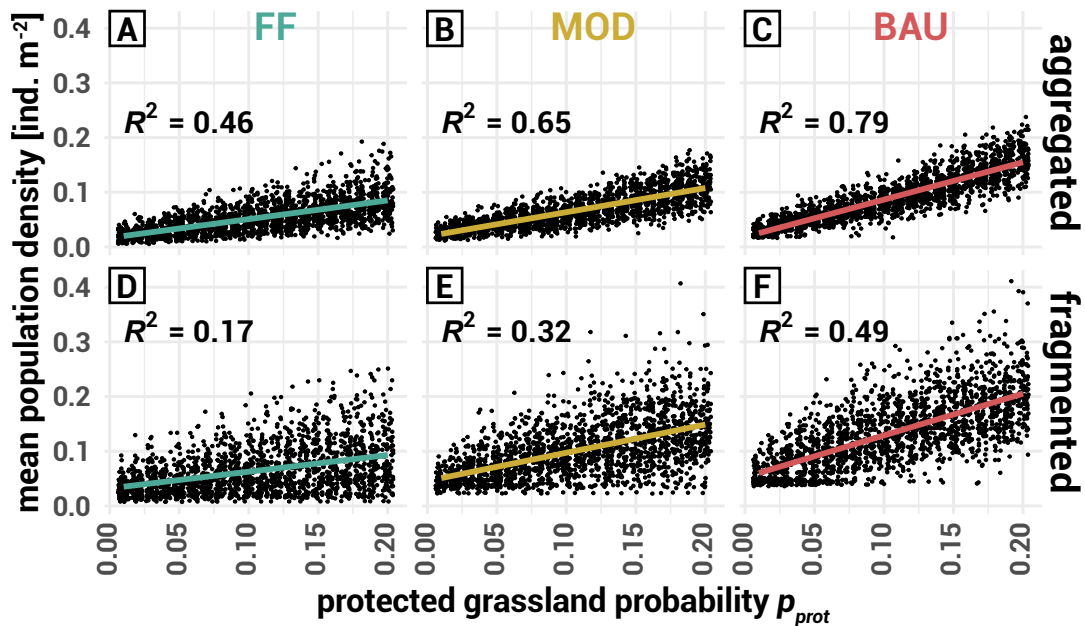 A FF B MOD C BAU
aggregated
fragmented
mean population density [ind. m⁻²]
0.4
0.3
0.2
0.1
0.0
R² = 0.46
R² = 0.65
R² = 0.79
D
E
F
0.4
0.3
0.2
0.1
0.0
R² = 0.17
R² = 0.32
R² = 0.49
0.00 0.05 0.10 0.15 0.20
0.00 0.05 0.10 0.15 0.20
0.00 0.05 0.10 0.15 0.20
protected grassland probability p_prot